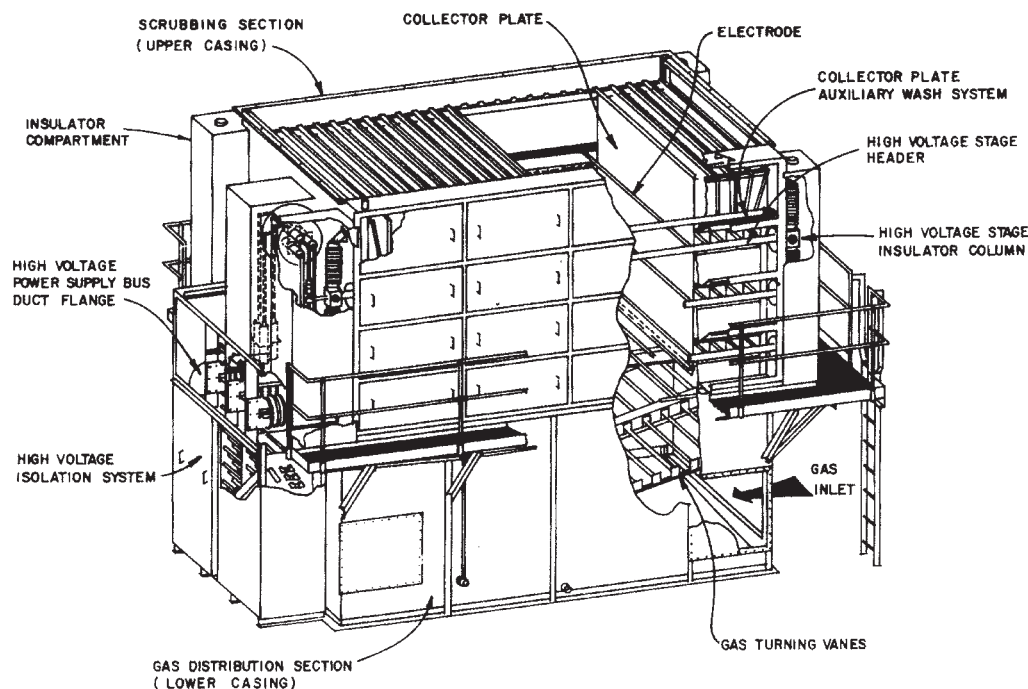 SCRUBBING SECTION
(UPPER CASING)
COLLECTOR PLATE
ELECTRODE
COLLECTOR PLATE
AUXILIARY WASH SYSTEM
INSULATOR
COMPARTMENT
HIGH VOLTAGE STAGE
HEADER
HIGH VOLTAGE STAGE
INSULATOR COLUMN
HIGH VOLTAGE
POWER SUPPLY BUS
DUCT FLANGE
HIGH VOLTAGE
ISOLATION SYSTEM
GAS
INLET
GAS TURNING VANES
GAS DISTRIBUTION SECTION
(LOWER CASING)